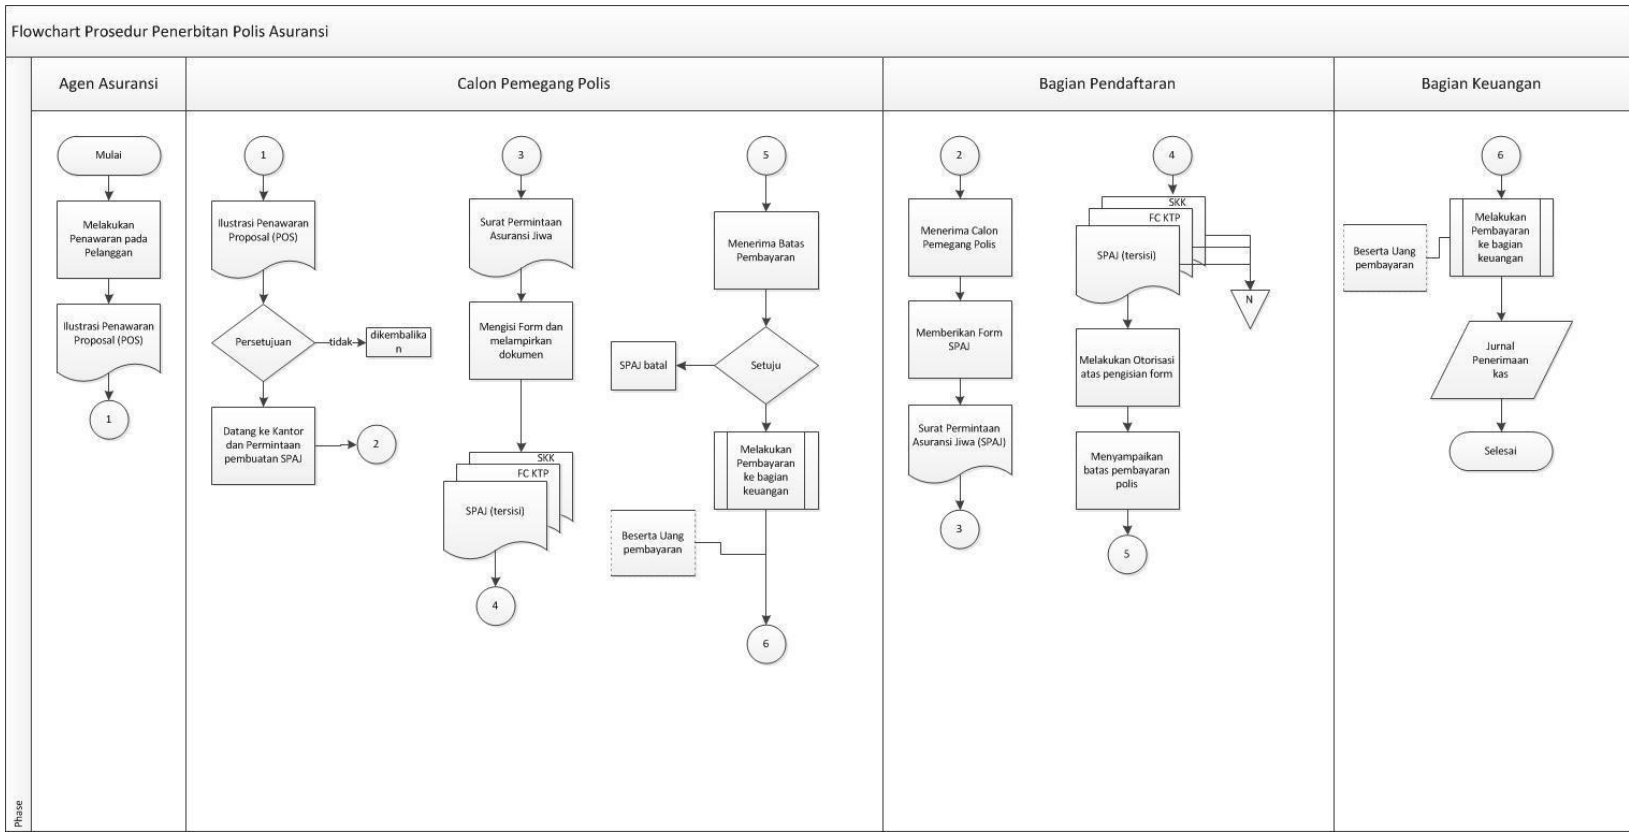 Flowchart Prosedur Penerbitan Polis Asuransi
Phase
Agen Asuransi
Mulai
Melakukan
Penawaran pada
Pelanggan
Ilustrasi Penawaran
Proposal (POS)
1
Calon Pemegang Polis
1
Ilustrasi Penawaran
Proposal (POS)
Persetujuan
tidak
dikembalika
n
Datang ke Kantor
dan Permintaan
pembuatan SPAJ
2
3
Surat Permintaan
Asuransi Jiwa
Mengisi Form dan
melampirkan
dokumen
SKK
FC KTP
SPAJ (tersisi)
4
5
Menerima Batas
Pembayaran
Setuju
SPAJ batal
Melakukan
Pembayaran
ke bagian
keuangan
Beserta Uang
pembayaran
6
Bagian Pendaftaran
2
Menerima Calon
Pemegang Polis
Memberikan Form
SPAJ
Surat Permintaan
Asuransi Jiwa (SPAJ)
3
4
SKK
FC KTP
SPAJ (tersisi)
N
Melakukan Otorisasi
atas pengisian form
Menyampaikan
batas pembayaran
polis
5
Bagian Keuangan
6
Melakukan
Pembayaran
ke bagian
keuangan
Beserta Uang
pembayaran
Jurnal
Penerimaan
kas
Selesai